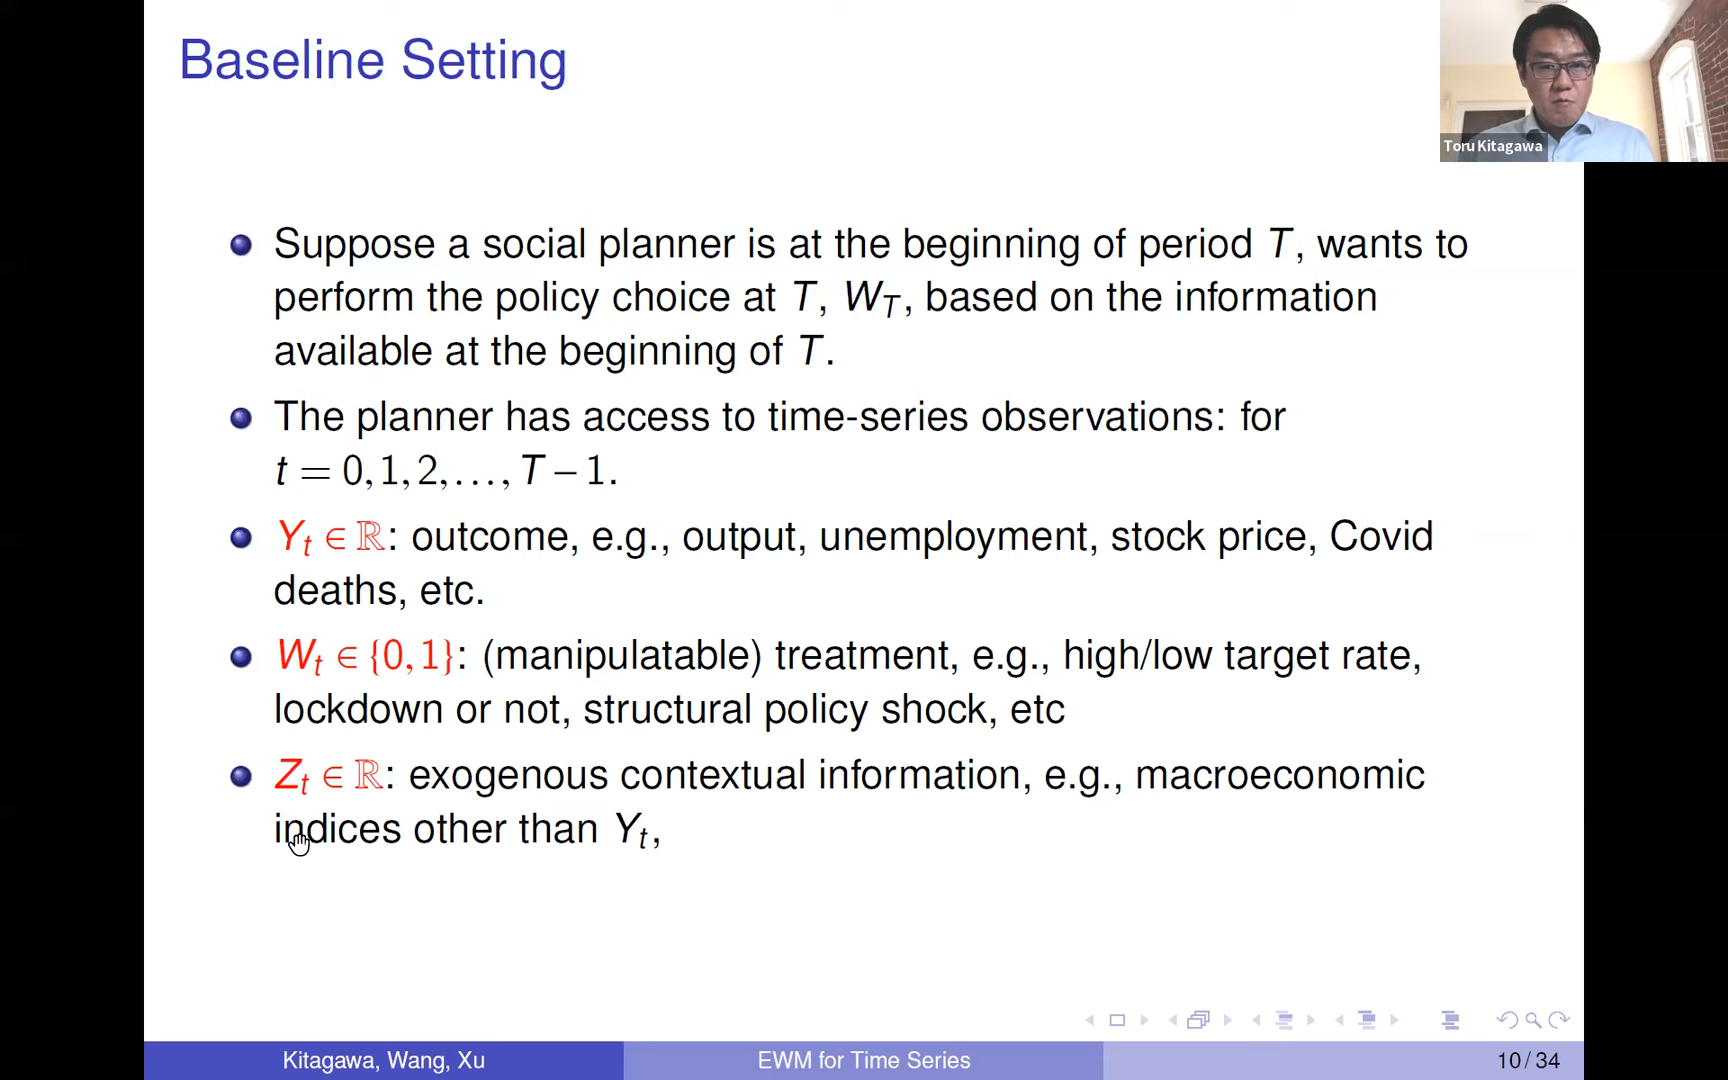 Baseline Setting
Toru Kitagawa
Suppose a social planner is at the beginning of period T, wants to
perform the policy choice at T, W_T, based on the information
available at the beginning of T.
The planner has access to time-series observations: for
t = 0, 1, 2, ..., T − 1.
Y_t ∈ ℝ: outcome, e.g., output, unemployment, stock price, Covid
deaths, etc.
W_t ∈ {0, 1}: (manipulatable) treatment, e.g., high/low target rate,
lockdown or not, structural policy shock, etc
Z_t ∈ ℝ: exogenous contextual information, e.g., macroeconomic
indices other than Y_t,
Kitagawa, Wang, Xu
EWM for Time Series
10 / 34